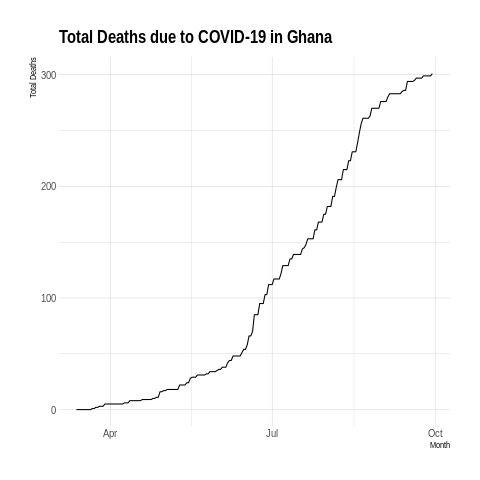 Total Deaths due to COVID-19 in Ghana
Total Deaths
300
200
100
0
Apr
Jul
Oct
Month